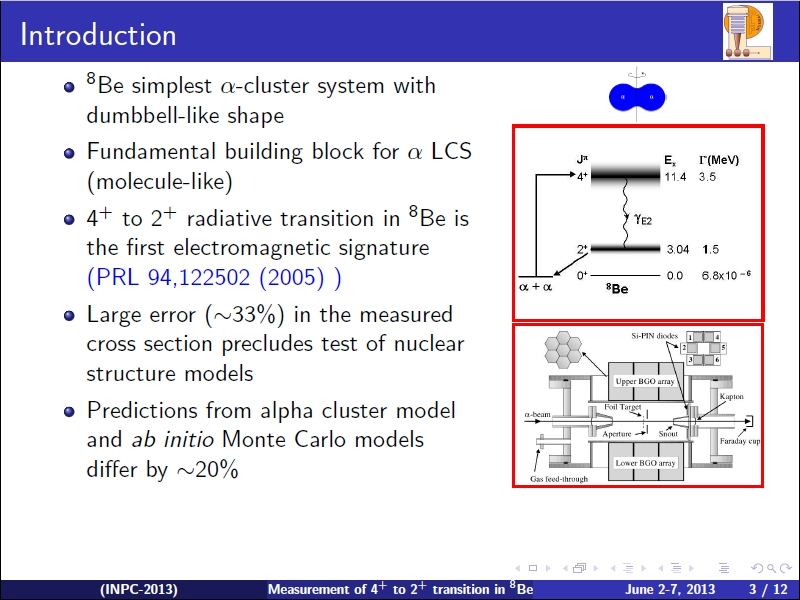 Introduction
⁸Be simplest α-cluster system with
dumbbell-like shape
Fundamental building block for α LCS
(molecule-like)
4⁺ to 2⁺ radiative transition in ⁸Be is
the first electromagnetic signature
(PRL 94,122502 (2005) )
Large error (∼33%) in the measured
cross section precludes test of nuclear
structure models
Predictions from alpha cluster model
and ab initio Monte Carlo models
differ by ∼20%
α α
Jπ Ex Γ(MeV)
4⁺ 11.4 3.5
γE2
2⁺ 3.04 1.5
0⁺ 0.0 6.8x10 ⁻⁶
α + α ⁸Be
Si-PIN diodes
1 4
2 5
3 6
Upper BGO array
Kapton
Foil Target
α-beam
Aperture Snout
Faraday cup
Lower BGO array
Gas feed-through
(INPC-2013) Measurement of 4⁺ to 2⁺ transition in ⁸Be June 2-7, 2013 3 / 12